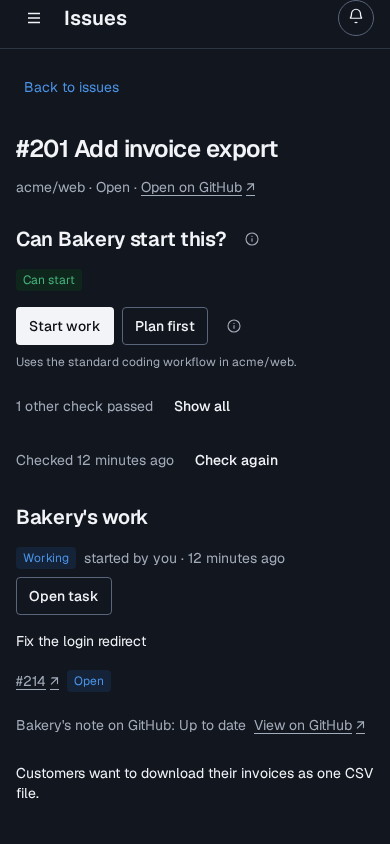 Issues
Back to issues
#201 Add invoice export
acme/web · Open · Open on GitHub ↗
Can Bakery start this?
Can start
Start work Plan first
Uses the standard coding workflow in acme/web.
1 other check passed Show all
Checked 12 minutes ago Check again
Bakery's work
Working started by you · 12 minutes ago
Open task
Fix the login redirect
#214 ↗ Open
Bakery's note on GitHub: Up to date View on GitHub ↗
Customers want to download their invoices as one CSV
file.